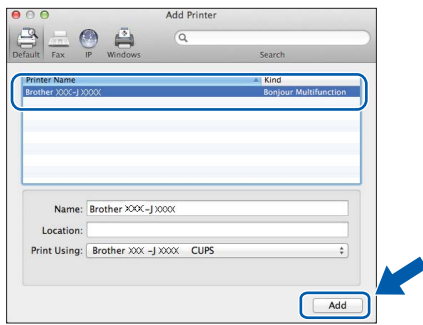 Add Printer
Default Fax IP Windows Search
Printer Name Kind
Brother XXX-JXXXX Bonjour Multifunction
Name: Brother XXX -J XXXX
Location:
Print Using: Brother XXX -J XXXX CUPS
Add